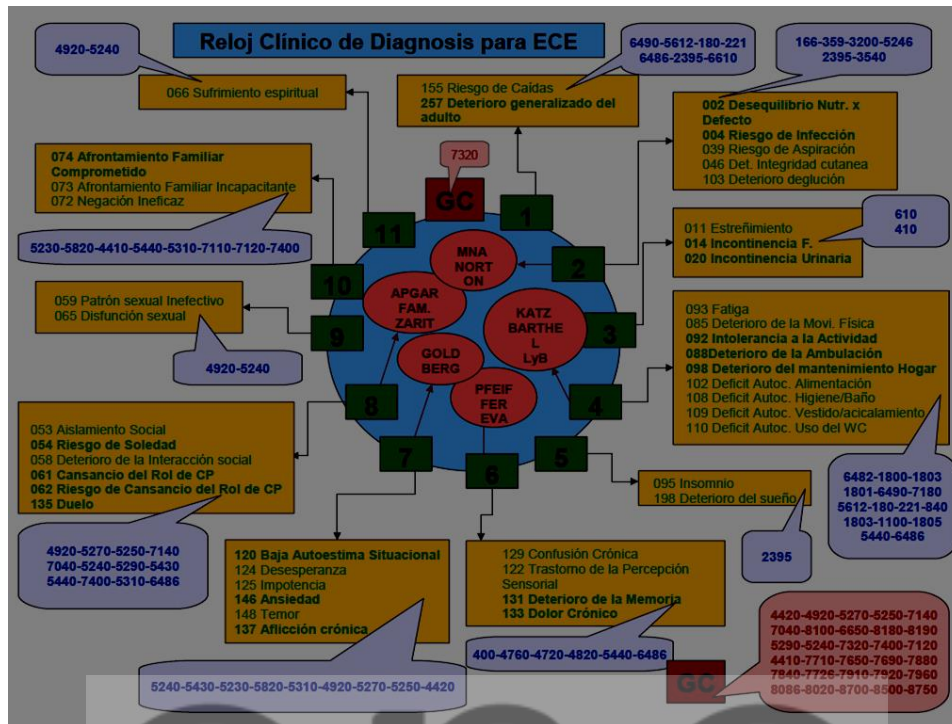 Reloj Clínico de Diagnosis para ECE
4920-5240
066 Sufrimiento espiritual
6490-5612-180-221
6486-2395-6610
155 Riesgo de Caídas
257 Deterioro generalizado del
adulto
166-359-3200-5246
2395-3540
002 Desequilibrio Nutr. x
Defecto
004 Riesgo de Infección
039 Riesgo de Aspiración
046 Det. Integridad cutanea
103 Deterioro deglución
074 Afrontamiento Familiar
Comprometido
073 Afrontamiento Familiar Incapacitante
072 Negación Ineficaz
5230-5820-4410-5440-5310-7110-7120-7400
7320
GC
11
1
2
10
3
9
8
4
7
6
5
MNA
NORT
ON
APGAR
FAM.
ZARIT
KATZ
BARTHE
L
LyB
GOLD
BERG
PFEIF
FER
EVA
610
410
011 Estreñimiento
014 Incontinencia F.
020 Incontinencia Urinaria
059 Patrón sexual Inefectivo
065 Disfunción sexual
4920-5240
093 Fatiga
085 Deterioro de la Movi. Física
092 Intolerancia a la Actividad
088Deterioro de la Ambulación
098 Deterioro del mantenimiento Hogar
102 Deficit Autoc. Alimentación
108 Deficit Autoc. Higiene/Baño
109 Deficit Autoc. Vestido/acicalamiento
110 Deficit Autoc. Uso del WC
6482-1800-1803
1801-6490-7180
5612-180-221-840
1803-1100-1805
5440-6486
053 Aislamiento Social
054 Riesgo de Soledad
058 Deterioro de la Interacción social
061 Cansancio del Rol de CP
062 Riesgo de Cansancio del Rol de CP
135 Duelo
4920-5270-5250-7140
7040-5240-5290-5430
5440-7400-5310-6486
095 Insomnio
198 Deterioro del sueño
2395
120 Baja Autoestima Situacional
124 Desesperanza
125 Impotencia
146 Ansiedad
148 Temor
137 Aflicción crónica
5240-5430-5230-5820-5310-4920-5270-5250-4420
129 Confusión Crónica
122 Trastorno de la Percepción
Sensorial
131 Deterioro de la Memoria
133 Dolor Crónico
400-4760-4720-4820-5440-6486
GC
4420-4920-5270-5250-7140
7040-8100-6650-8180-8190
5290-5240-7320-7400-7120
4410-7710-7650-7690-7880
7840-7726-7910-7920-7960
8086-8020-8700-8500-8750